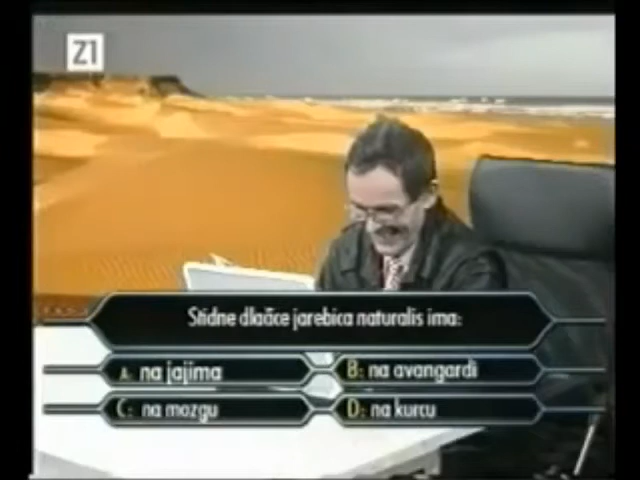 Z1
Stidne dlačice jarebica naturalis ima:
A: na jajima
B: na avangardi
C: na mozgu
D: na kurcu